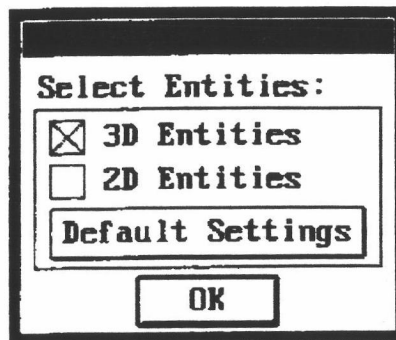 Select Entities:
3D Entities
2D Entities
Default Settings
OK